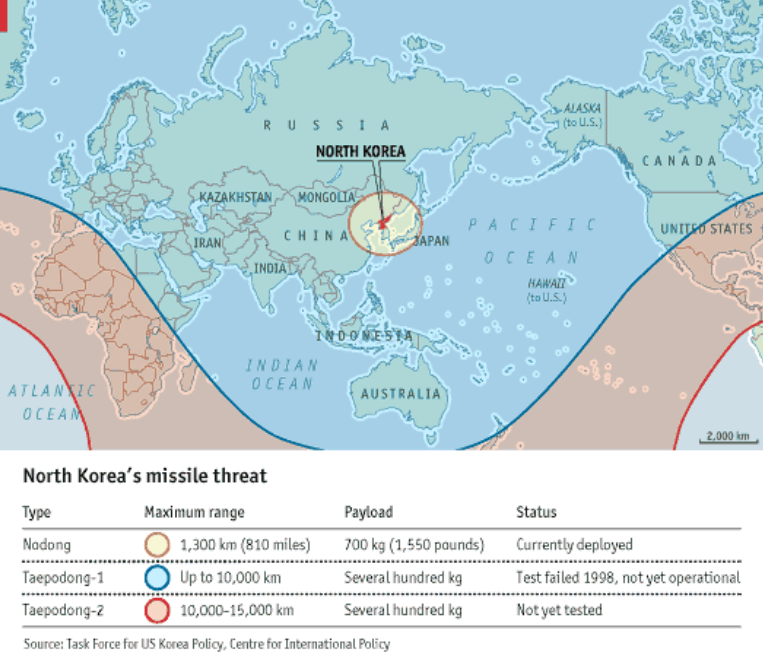 ALASKA
(to U.S.)
RUSSIA
NORTH KOREA
CANADA
KAZAKHSTAN
MONGOLIA
PACIFIC
OCEAN
UNITED STATES
CHINA
JAPAN
IRAN
INDIA
HAWAII
(to U.S.)
INDONESIA
INDIAN
OCEAN
ATLANTIC
OCEAN
AUSTRALIA
2,000 km
North Korea's missile threat
Type Maximum range Payload Status
Nodong 1,300 km (810 miles) 700 kg (1,550 pounds) Currently deployed
Taepodong-1 Up to 10,000 km Several hundred kg Test failed 1998, not yet operational
Taepodong-2 10,000-15,000 km Several hundred kg Not yet tested
Source: Task Force for US Korea Policy, Centre for International Policy